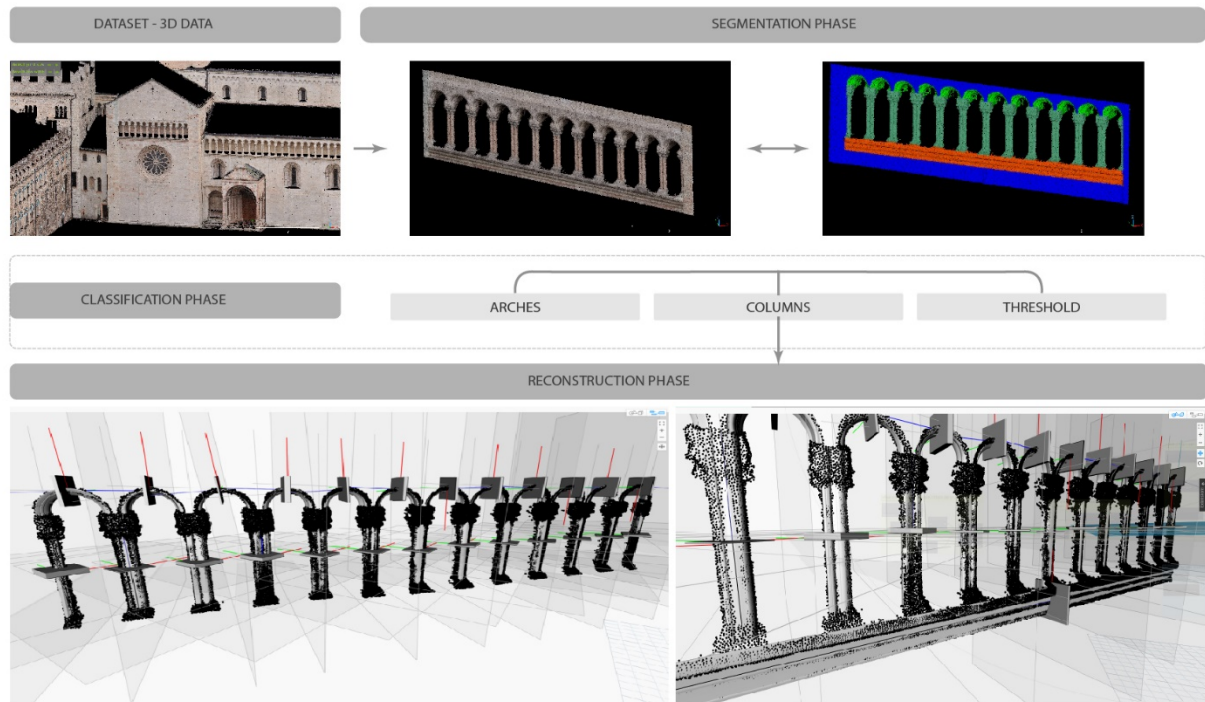 DATASET - 3D DATA
SEGMENTATION PHASE
CLASSIFICATION PHASE
ARCHES
COLUMNS
THRESHOLD
RECONSTRUCTION PHASE